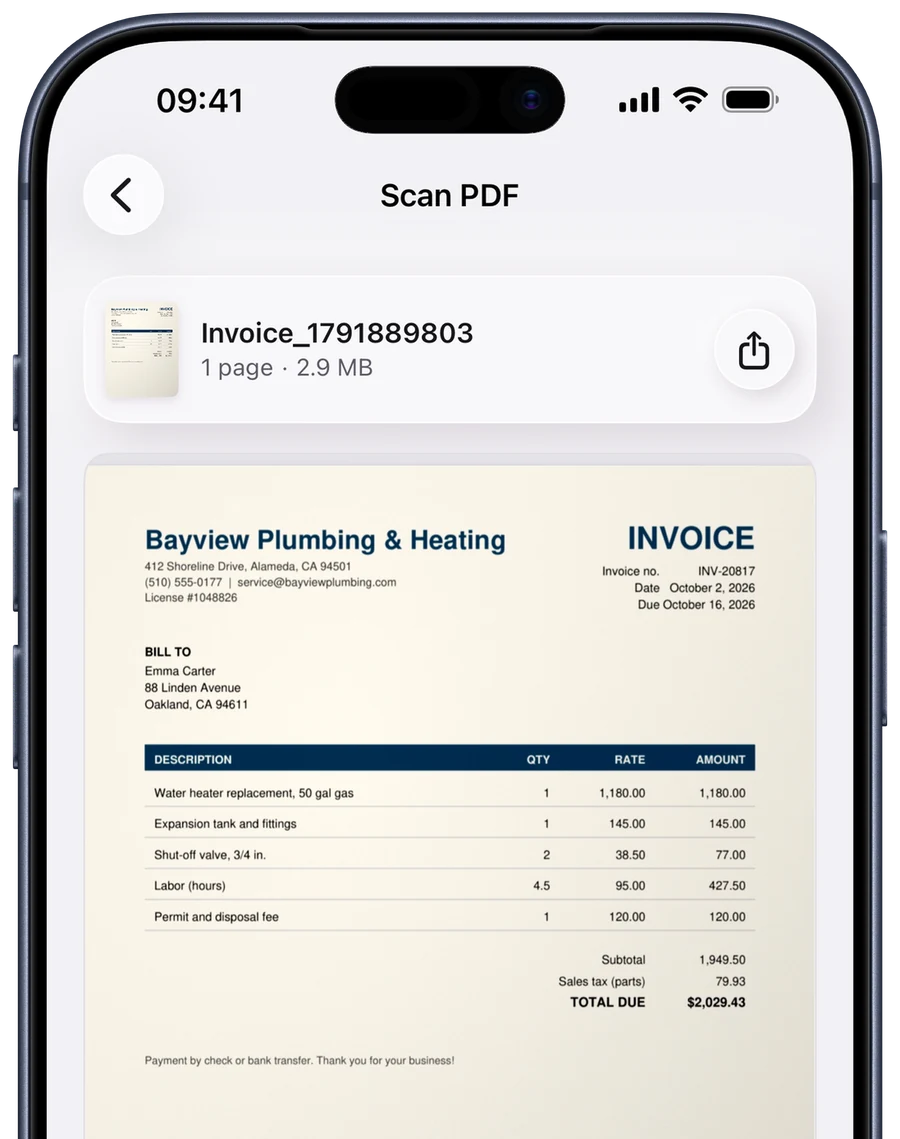 09:41
Scan PDF
Invoice_1791889803
1 page · 2.9 MB
Bayview Plumbing & Heating
412 Shoreline Drive, Alameda, CA 94501
(510) 555-0177 | service@bayviewplumbing.com
License #1048826
INVOICE
Invoice no. INV-20817
Date October 2, 2026
Due October 16, 2026
BILL TO
Emma Carter
88 Linden Avenue
Oakland, CA 94611
DESCRIPTION QTY RATE AMOUNT
Water heater replacement, 50 gal gas 1 1,180.00 1,180.00
Expansion tank and fittings 1 145.00 145.00
Shut-off valve, 3/4 in. 2 38.50 77.00
Labor (hours) 4.5 95.00 427.50
Permit and disposal fee 1 120.00 120.00
Subtotal 1,949.50
Sales tax (parts) 79.93
TOTAL DUE $2,029.43
Payment by check or bank transfer. Thank you for your business!